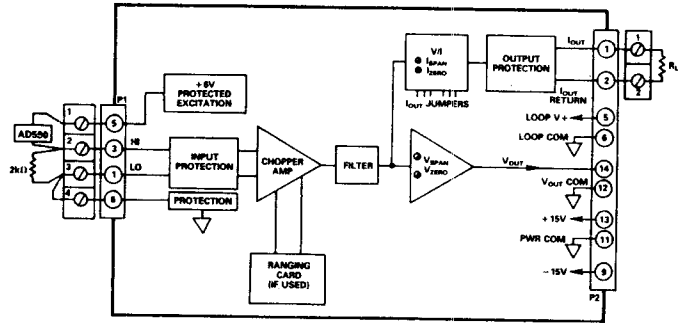 P1
1
2
3
4
AD590
2kΩ
5
3
1
6
HI
LO
+8V
PROTECTED
EXCITATION
INPUT
PROTECTION
PROTECTION
CHOPPER
AMP
RANGING
CARD
(IF USED)
FILTER
V/I
ISPAN
IZERO
IOUT JUMPERS
OUTPUT
PROTECTION
VSPAN
VZERO
IOUT
IOUT
RETURN
LOOP V+
LOOP COM
VOUT
VOUT COM
+15V
PWR COM
-15V
1
2
5
6
14
12
13
11
9
P2
1
2
RL